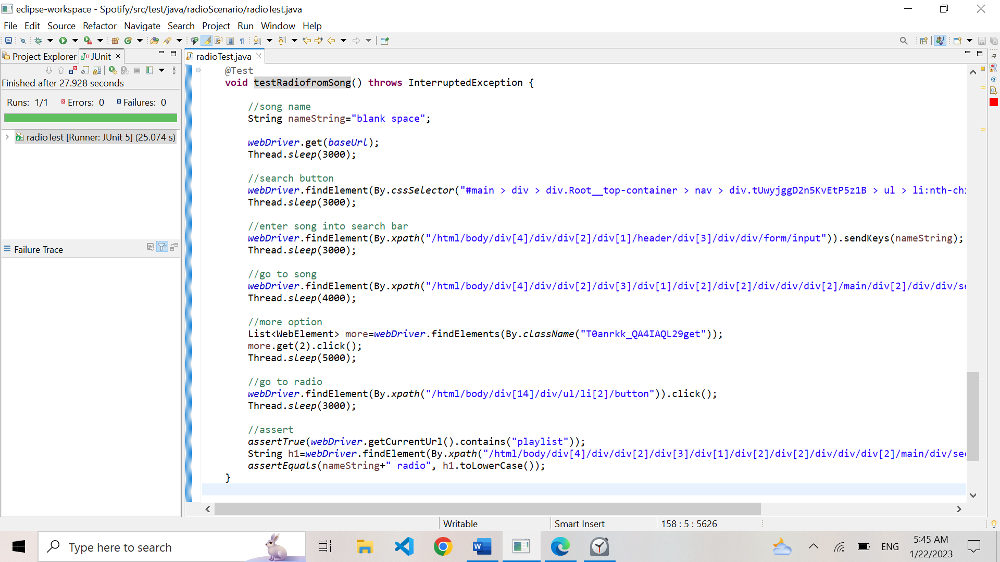 eclipse-workspace - Spotify/src/test/java/radioScenario/radioTest.java
File Edit Source Refactor Navigate Search Project Run Window Help
Project Explorer JUnit
radioTest.java
Finished after 27.928 seconds
Runs: 1/1 Errors: 0 Failures: 0
radioTest [Runner: JUnit 5] (25.074 s)
Failure Trace
@Test
void testRadiofromSong() throws InterruptedException {
//song name
String nameString="blank space";
webDriver.get(baseUrl);
Thread.sleep(3000);
//search button
webDriver.findElement(By.cssSelector("#main > div > div.Root__top-container > nav > div.tUwyjggD2n5KvEtP5z1B > ul > li:nth-chi
Thread.sleep(3000);
//enter song into search bar
webDriver.findElement(By.xpath("/html/body/div[4]/div/div[2]/div[1]/header/div[3]/div/div/form/input")).sendKeys(nameString);
Thread.sleep(3000);
//go to song
webDriver.findElement(By.xpath("/html/body/div[4]/div/div[2]/div[3]/div[1]/div[2]/div[2]/div/div/div[2]/main/div[2]/div/div/se
Thread.sleep(4000);
//more option
List<WebElement> more=webDriver.findElements(By.className("T0anrkk_QA4IAQL29get"));
more.get(2).click();
Thread.sleep(5000);
//go to radio
webDriver.findElement(By.xpath("/html/body/div[14]/div/ul/li[2]/button")).click();
Thread.sleep(3000);
//assert
assertTrue(webDriver.getCurrentUrl().contains("playlist"));
String h1=webDriver.findElement(By.xpath("/html/body/div[4]/div/div[2]/div[3]/div[1]/div[2]/div[2]/div/div/div[2]/main/div/sec
assertEquals(nameString+" radio", h1.toLowerCase());
}
Writable Smart Insert 158 : 5 : 5626
Type here to search
ENG
5:45 AM
1/22/2023